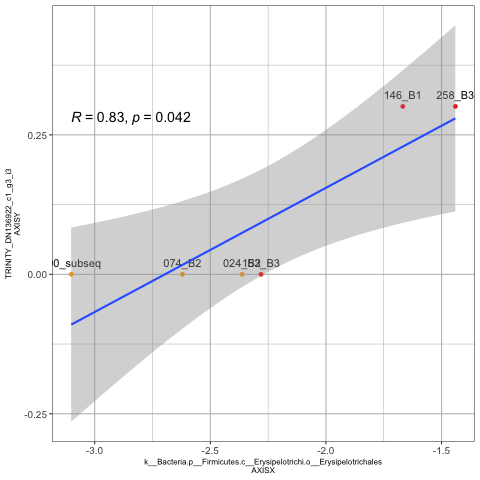 R = 0.83, p = 0.042
146_B1
258_B3
0_subseq
074_B2
_B3
0.25
0.00
-0.25
-3.0
-2.5
-2.0
-1.5
TRINITY_DN136922_c1_g3_i3
AXISY
k__Bacteria.p__Firmicutes.c__Erysipelotrichi.o__Erysipelotrichales
AXISX